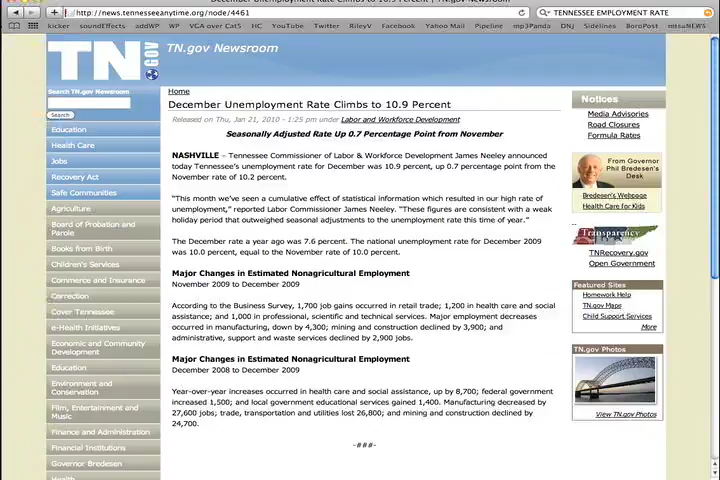 http://news.tennesseeanytime.org/node/4461
TENNESSEE EMPLOYMENT RATE
kicker soundEffects addWP WP VGA over Cat5 HC YouTube Twitter RileyV Facebook iCamp Photoshop Pipeline mp3Panda DNJ Sidelines BoroPost mtsuNEWS
TN.gov
TN.gov Newsroom
Search TN.gov Newsroom
Search
Education
Health Care
Jobs
Recovery Act
Safe Communities
Agriculture
Board of Probation and
Parole
Books from Birth
Children's Services
Commerce and Insurance
Correction
Cover Tennessee
e-Health Initiatives
Economic and Community
Development
Education
Environment and
Conservation
Film, Entertainment and
Music
Finance and Administration
Financial Institutions
Governor Bredesen
Health
Home
December Unemployment Rate Climbs to 10.9 Percent
Released on Thu, Jan 21, 2010 - 1:25 pm under Labor and Workforce Development
Seasonally Adjusted Rate Up 0.7 Percentage Point from November
NASHVILLE – Tennessee Commissioner of Labor & Workforce Development James Neeley announced
today Tennessee's unemployment rate for December was 10.9 percent, up 0.7 percentage point from the
November rate of 10.2 percent.
"This month we've seen a cumulative effect of statistical information which resulted in our high rate of
unemployment," reported Labor Commissioner James Neeley. "These figures are consistent with a weak
holiday period that outweighed seasonal adjustments to the unemployment rate this time of year."
The December rate a year ago was 7.6 percent. The national unemployment rate for December 2009
was 10.0 percent, equal to the November rate of 10.0 percent.
Major Changes in Estimated Nonagricultural Employment
November 2009 to December 2009
According to the Business Survey, 1,700 job gains occurred in retail trade; 1,200 in health care and social
assistance; and 1,000 in professional, scientific and technical services. Major employment decreases
occurred in manufacturing, down by 4,300; mining and construction declined by 3,900; and
administrative, support and waste services declined by 2,900 jobs.
Major Changes in Estimated Nonagricultural Employment
December 2008 to December 2009
Year-over-year increases occurred in health care and social assistance, up by 8,700; federal government
increased 1,500; and local government educational services gained 1,400. Manufacturing decreased by
27,600 jobs; trade, transportation and utilities lost 26,800; and mining and construction declined by
24,700.
-###-
Notices
Media Advisories
Road Closures
Formula Rates
From Governor
Phil Bredesen's
Desk
Bredesen's Webpage
Health Care for Kids
Transparency
TNRecovery.gov
Open Government
Featured Sites
Homework Help
TN.gov Maps
Child Support Services
More
TN.gov Photos
View TN.gov Photos